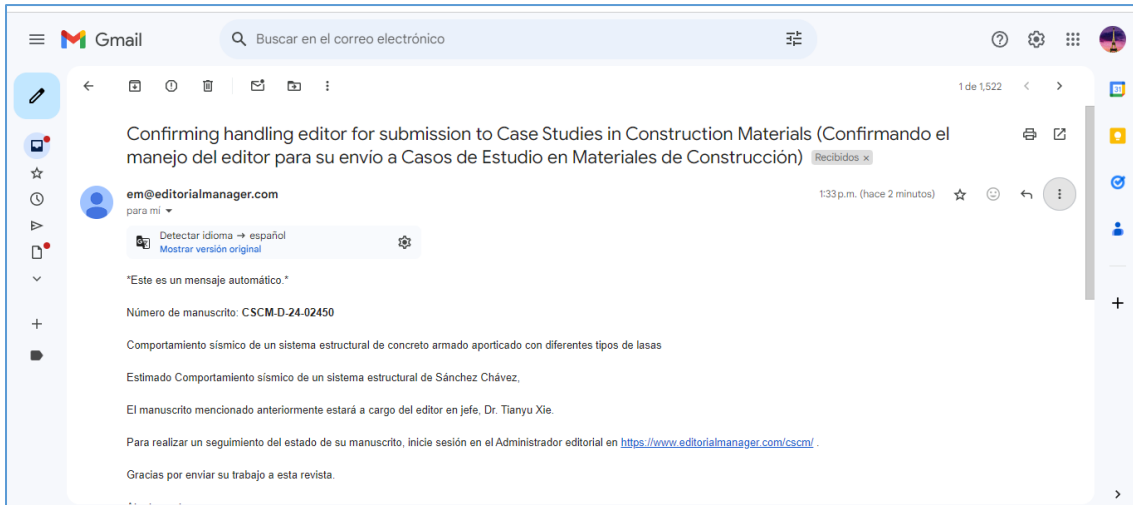 Gmail
Buscar en el correo electrónico
1 de 1,522
Confirming handling editor for submission to Case Studies in Construction Materials (Confirmando el
manejo del editor para su envío a Casos de Estudio en Materiales de Construcción) Recibidos x
em@editorialmanager.com
1:33 p.m. (hace 2 minutos)
para mí
Detectar idioma → español
Mostrar versión original
*Este es un mensaje automático.*
Número de manuscrito: CSCM-D-24-02450
Comportamiento sísmico de un sistema estructural de concreto armado aporticado con diferentes tipos de lasas
Estimado Comportamiento sísmico de un sistema estructural de Sánchez Chávez,
El manuscrito mencionado anteriormente estará a cargo del editor en jefe, Dr. Tianyu Xie.
Para realizar un seguimiento del estado de su manuscrito, inicie sesión en el Administrador editorial en https://www.editorialmanager.com/cscm/ .
Gracias por enviar su trabajo a esta revista.